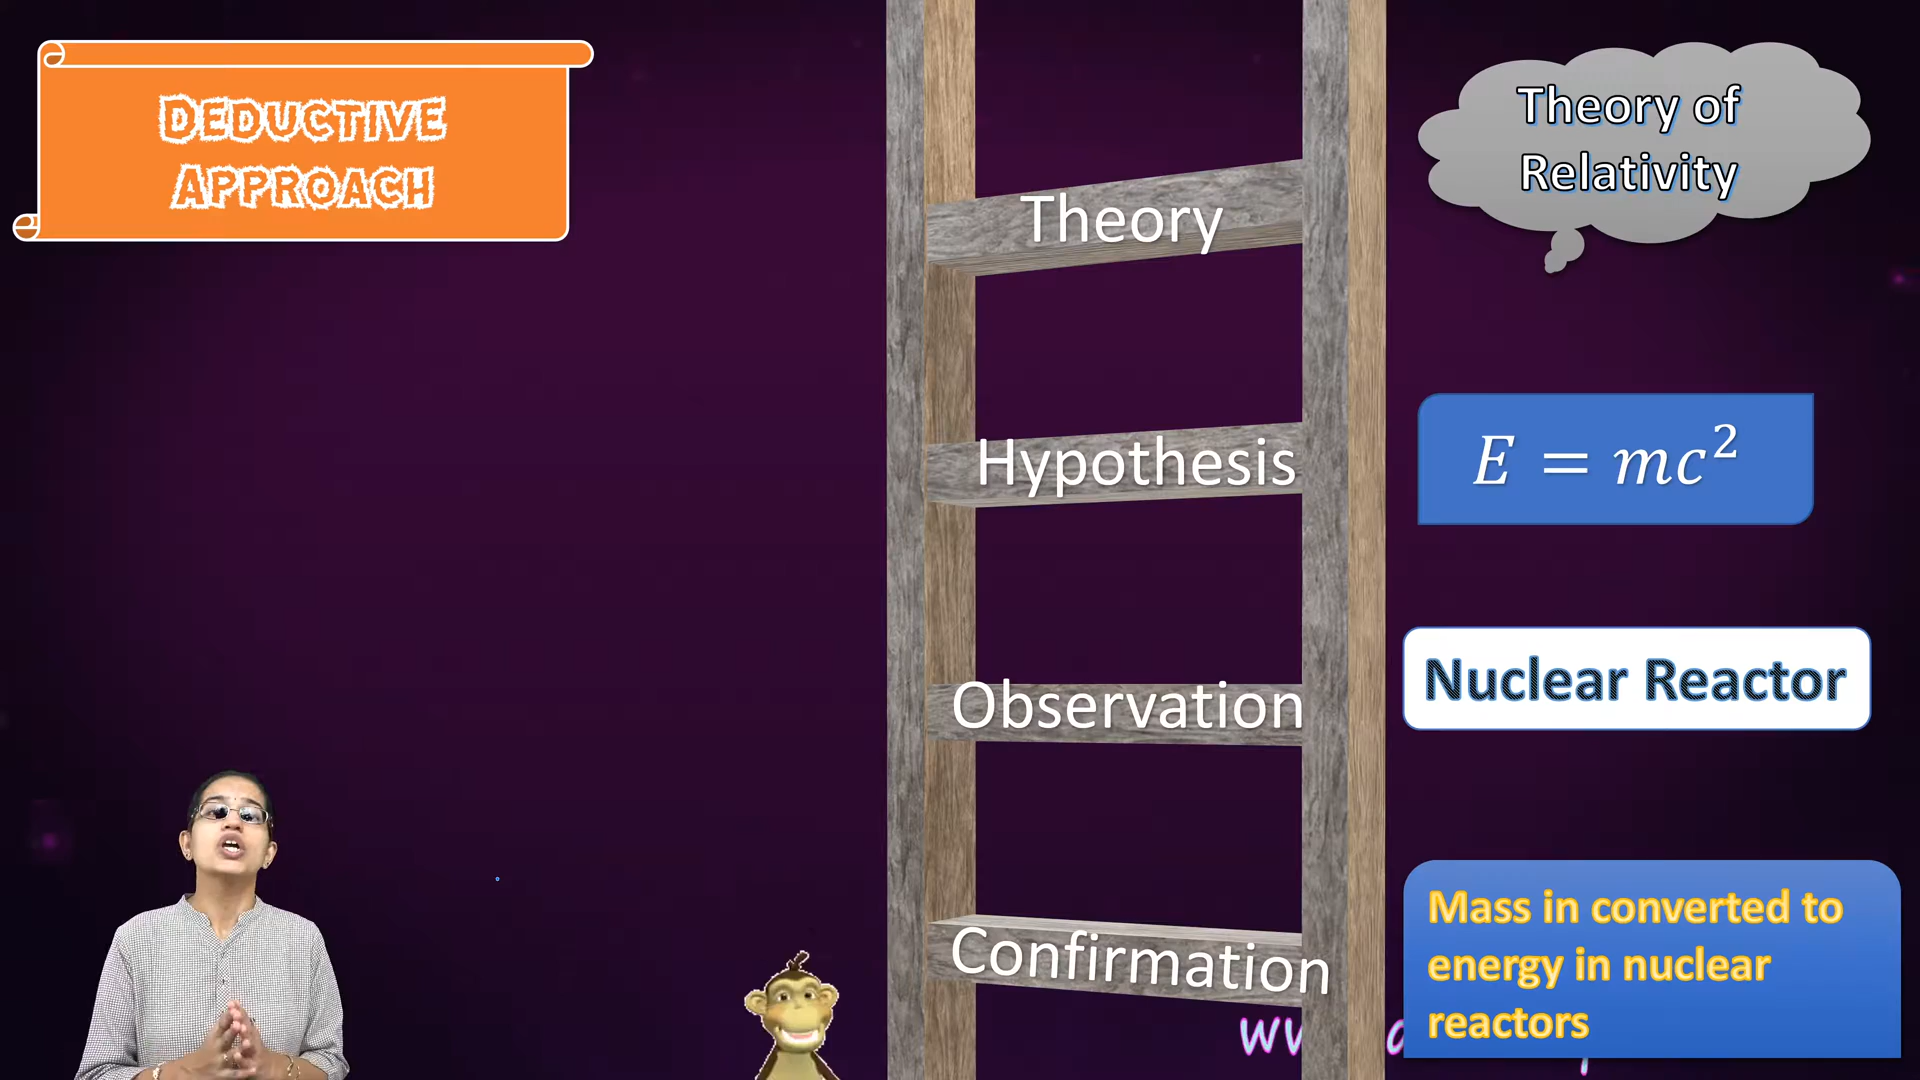 DEDUCTIVE
APPROACH
Theory
Theory of
Relativity
Hypothesis
E = mc²
Observation
Nuclear Reactor
Confirmation
Mass in converted to
energy in nuclear
reactors